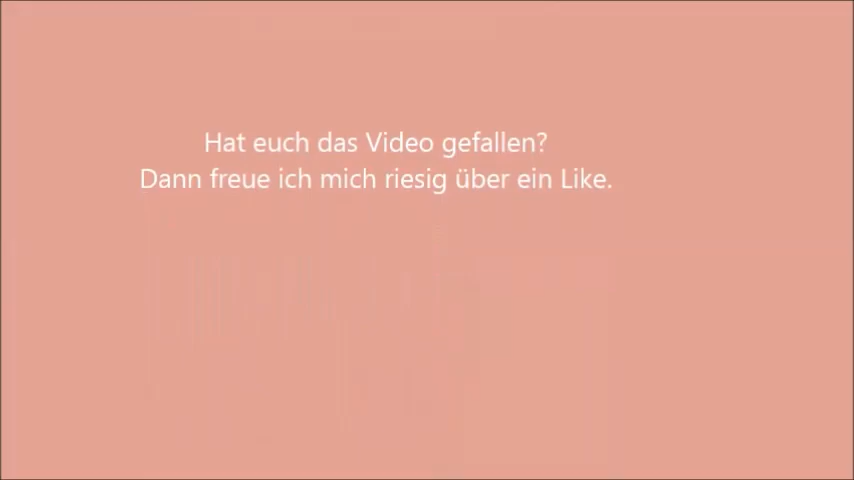 Hat euch das Video gefallen?
Dann freue ich mich riesig über ein Like.